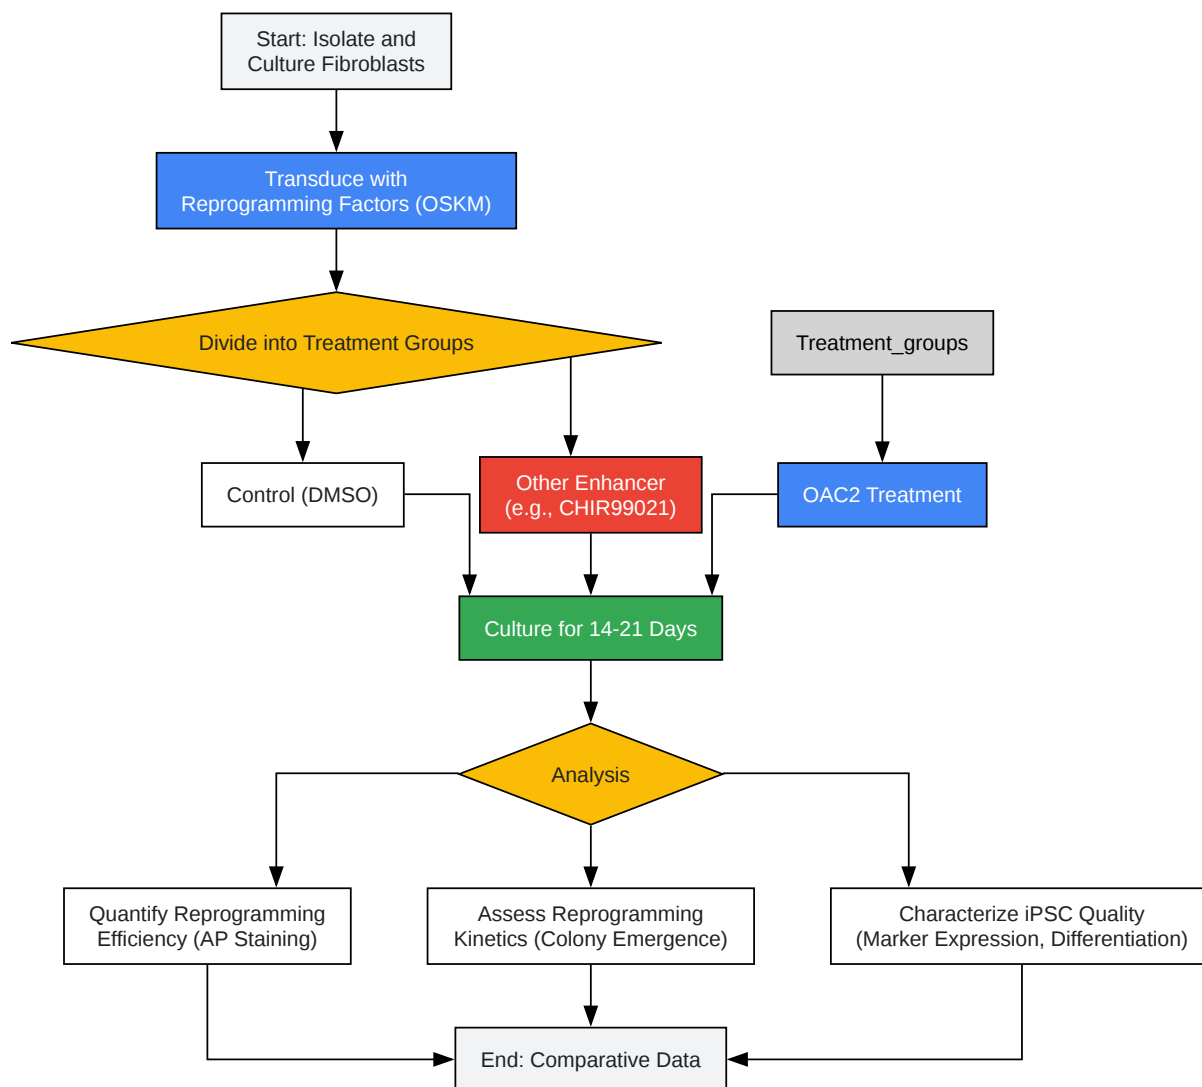 Start: Isolate and
Culture Fibroblasts
Transduce with
Reprogramming Factors (OSKM)
Divide into Treatment Groups
Treatment_groups
Control (DMSO)
Other Enhancer
(e.g., CHIR99021)
OAC2 Treatment
Culture for 14-21 Days
Analysis
Quantify Reprogramming
Efficiency (AP Staining)
Assess Reprogramming
Kinetics (Colony Emergence)
Characterize iPSC Quality
(Marker Expression, Differentiation)
End: Comparative Data